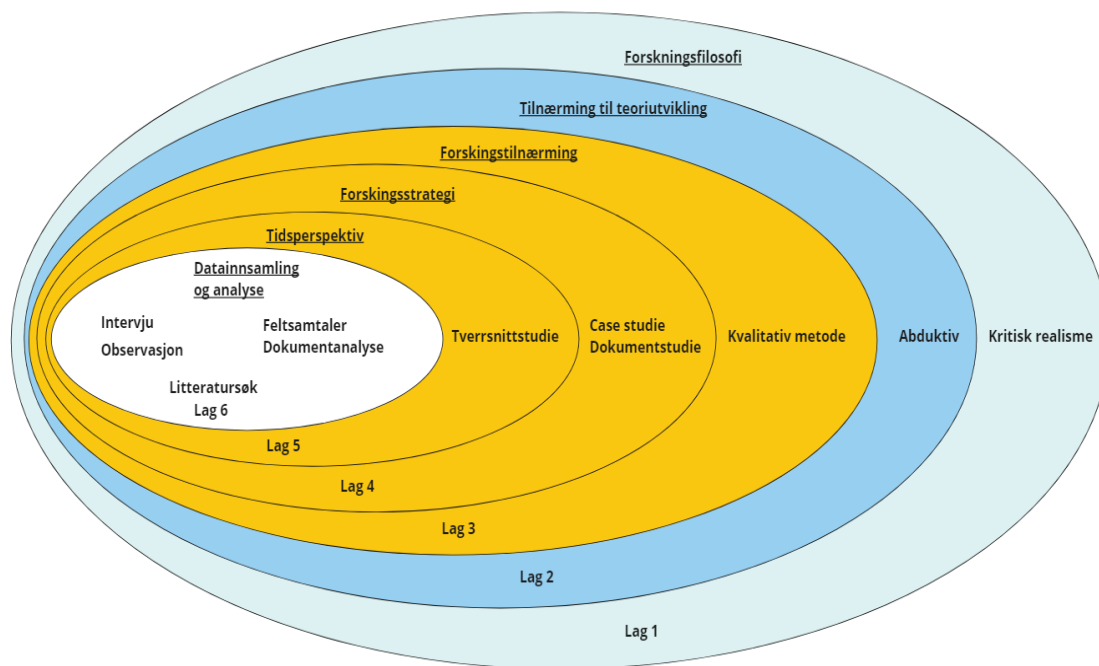 Forskningsfilosofi
Tilnærming til teoriutvikling
Forskingstilnærming
Forskingsstrategi
Tidsperspektiv
Datainnsamling
og analyse
Intervju
Observasjon
Feltsamtaler
Dokumentanalyse
Litteratursøk
Lag 6
Tverrsnittstudie
Case studie
Dokumentstudie
Kvalitativ metode
Abduktiv
Kritisk realisme
Lag 5
Lag 4
Lag 3
Lag 2
Lag 1